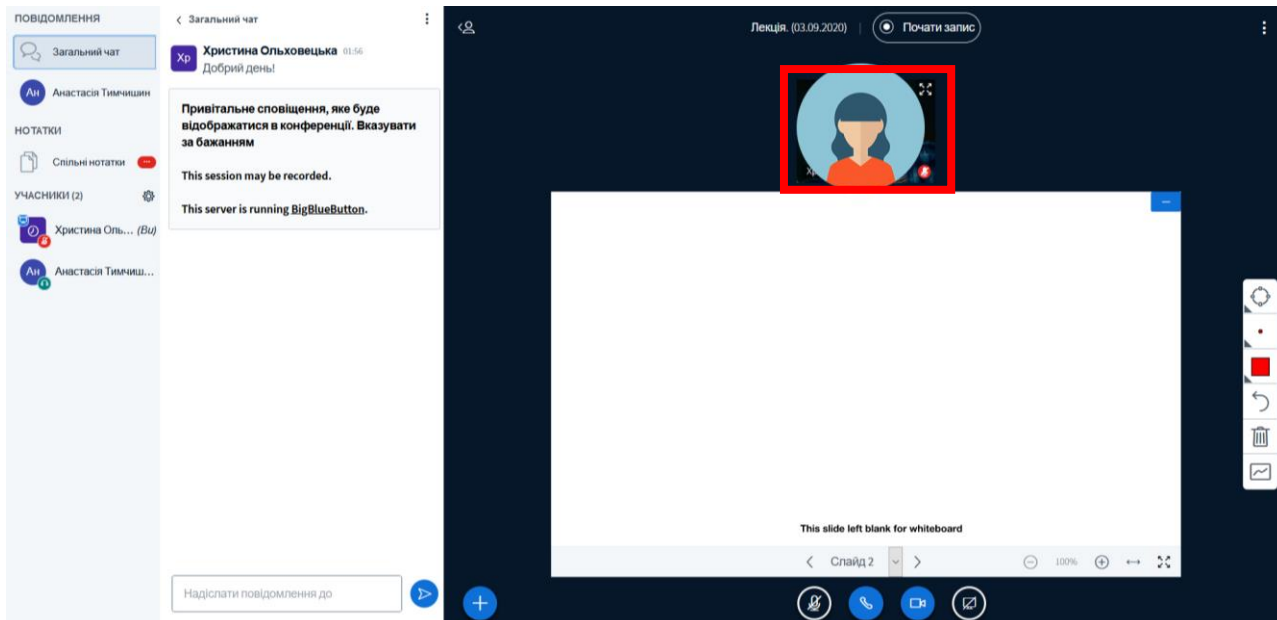 ПОВІДОМЛЕННЯ
Загальний чат
Ан Анастасія Тимчишин
НОТАТКИ
Спільні нотатки
УЧАСНИКИ (2)
Христина Оль... (Ви)
Ан Анастасія Тимчиш...
Загальний чат
Хр Христина Ольховецька 01:56
Добрий день!
Привітальне сповіщення, яке буде
відображатися в конференції. Вказувати
за бажанням
This session may be recorded.
This server is running BigBlueButton.
Надіслати повідомлення до
Лекція. (03.09.2020) | Почати запис
This slide left blank for whiteboard
Слайд 2
100%